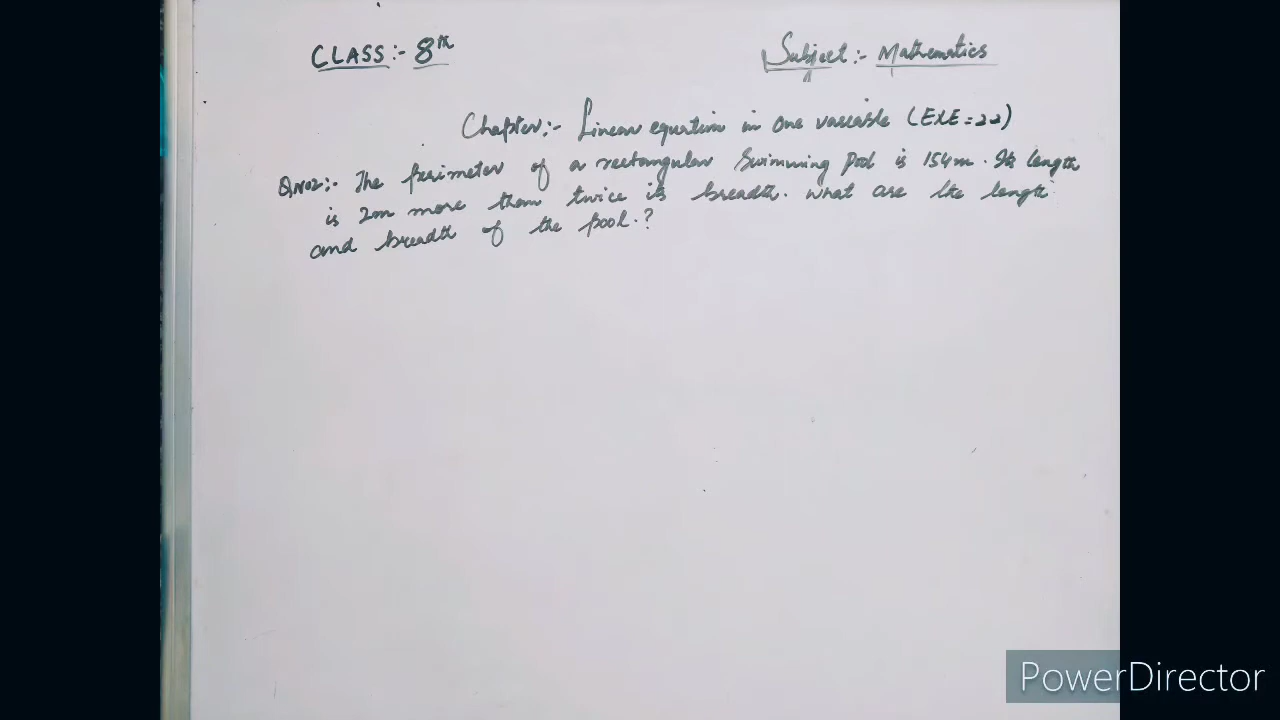 CLASS:- 8th
Subject:- Mathematics
Chapter:- Linear equation in one variable (EXE=2.2)
Q.NO2:- The perimeter of a rectangular swimming pool is 154m. Its length
is 2m more than twice its breadth. what are the length
and breadth of the pool.?
PowerDirector